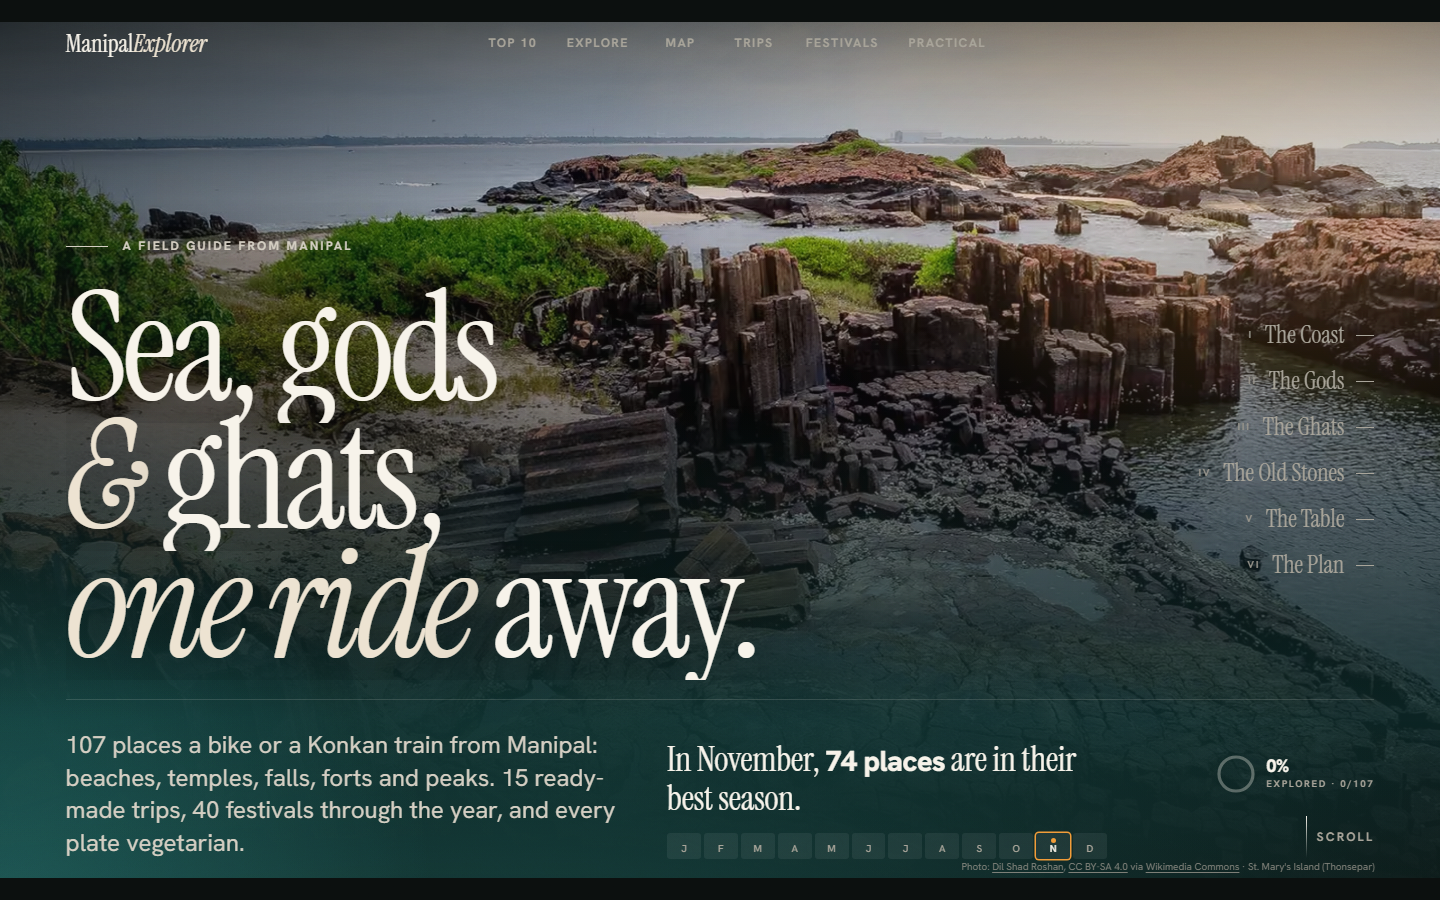 ManipalExplorer
TOP 10 EXPLORE MAP TRIPS FESTIVALS PRACTICAL
A FIELD GUIDE FROM MANIPAL
Sea, gods
& ghats,
one ride away.
I The Coast
II The Gods
III The Ghats
IV The Old Stones
V The Table
VI The Plan
107 places a bike or a Konkan train from Manipal:
beaches, temples, falls, forts and peaks. 15 ready-
made trips, 40 festivals through the year, and every
plate vegetarian.
In November, 74 places are in their
best season.
J F M A M J J A S O N D
0%
EXPLORED · 0/107
SCROLL
Photo: Dil Shad Roshan, CC BY-SA 4.0 via Wikimedia Commons · St. Mary's Island (Thonsepar)